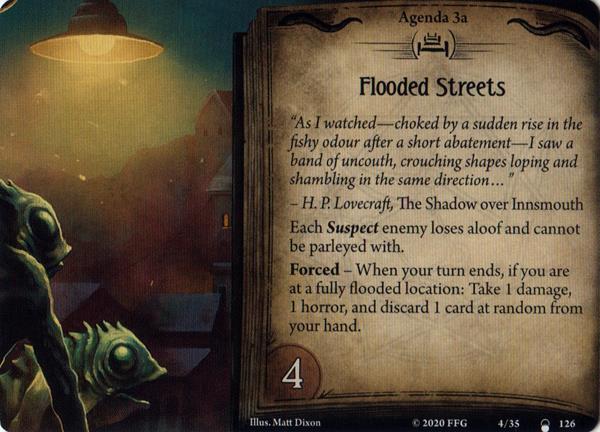 Agenda 3a
Flooded Streets
“As I watched—choked by a sudden rise in the
fishy odour after a short abatement—I saw a
band of uncouth, crouching shapes loping and
shambling in the same direction…”
– H. P. Lovecraft, The Shadow over Innsmouth
Each Suspect enemy loses aloof and cannot
be parleyed with.
Forced – When your turn ends, if you are
at a fully flooded location: Take 1 damage,
1 horror, and discard 1 card at random from
your hand.
4
Illus. Matt Dixon © 2020 FFG 4/35 126